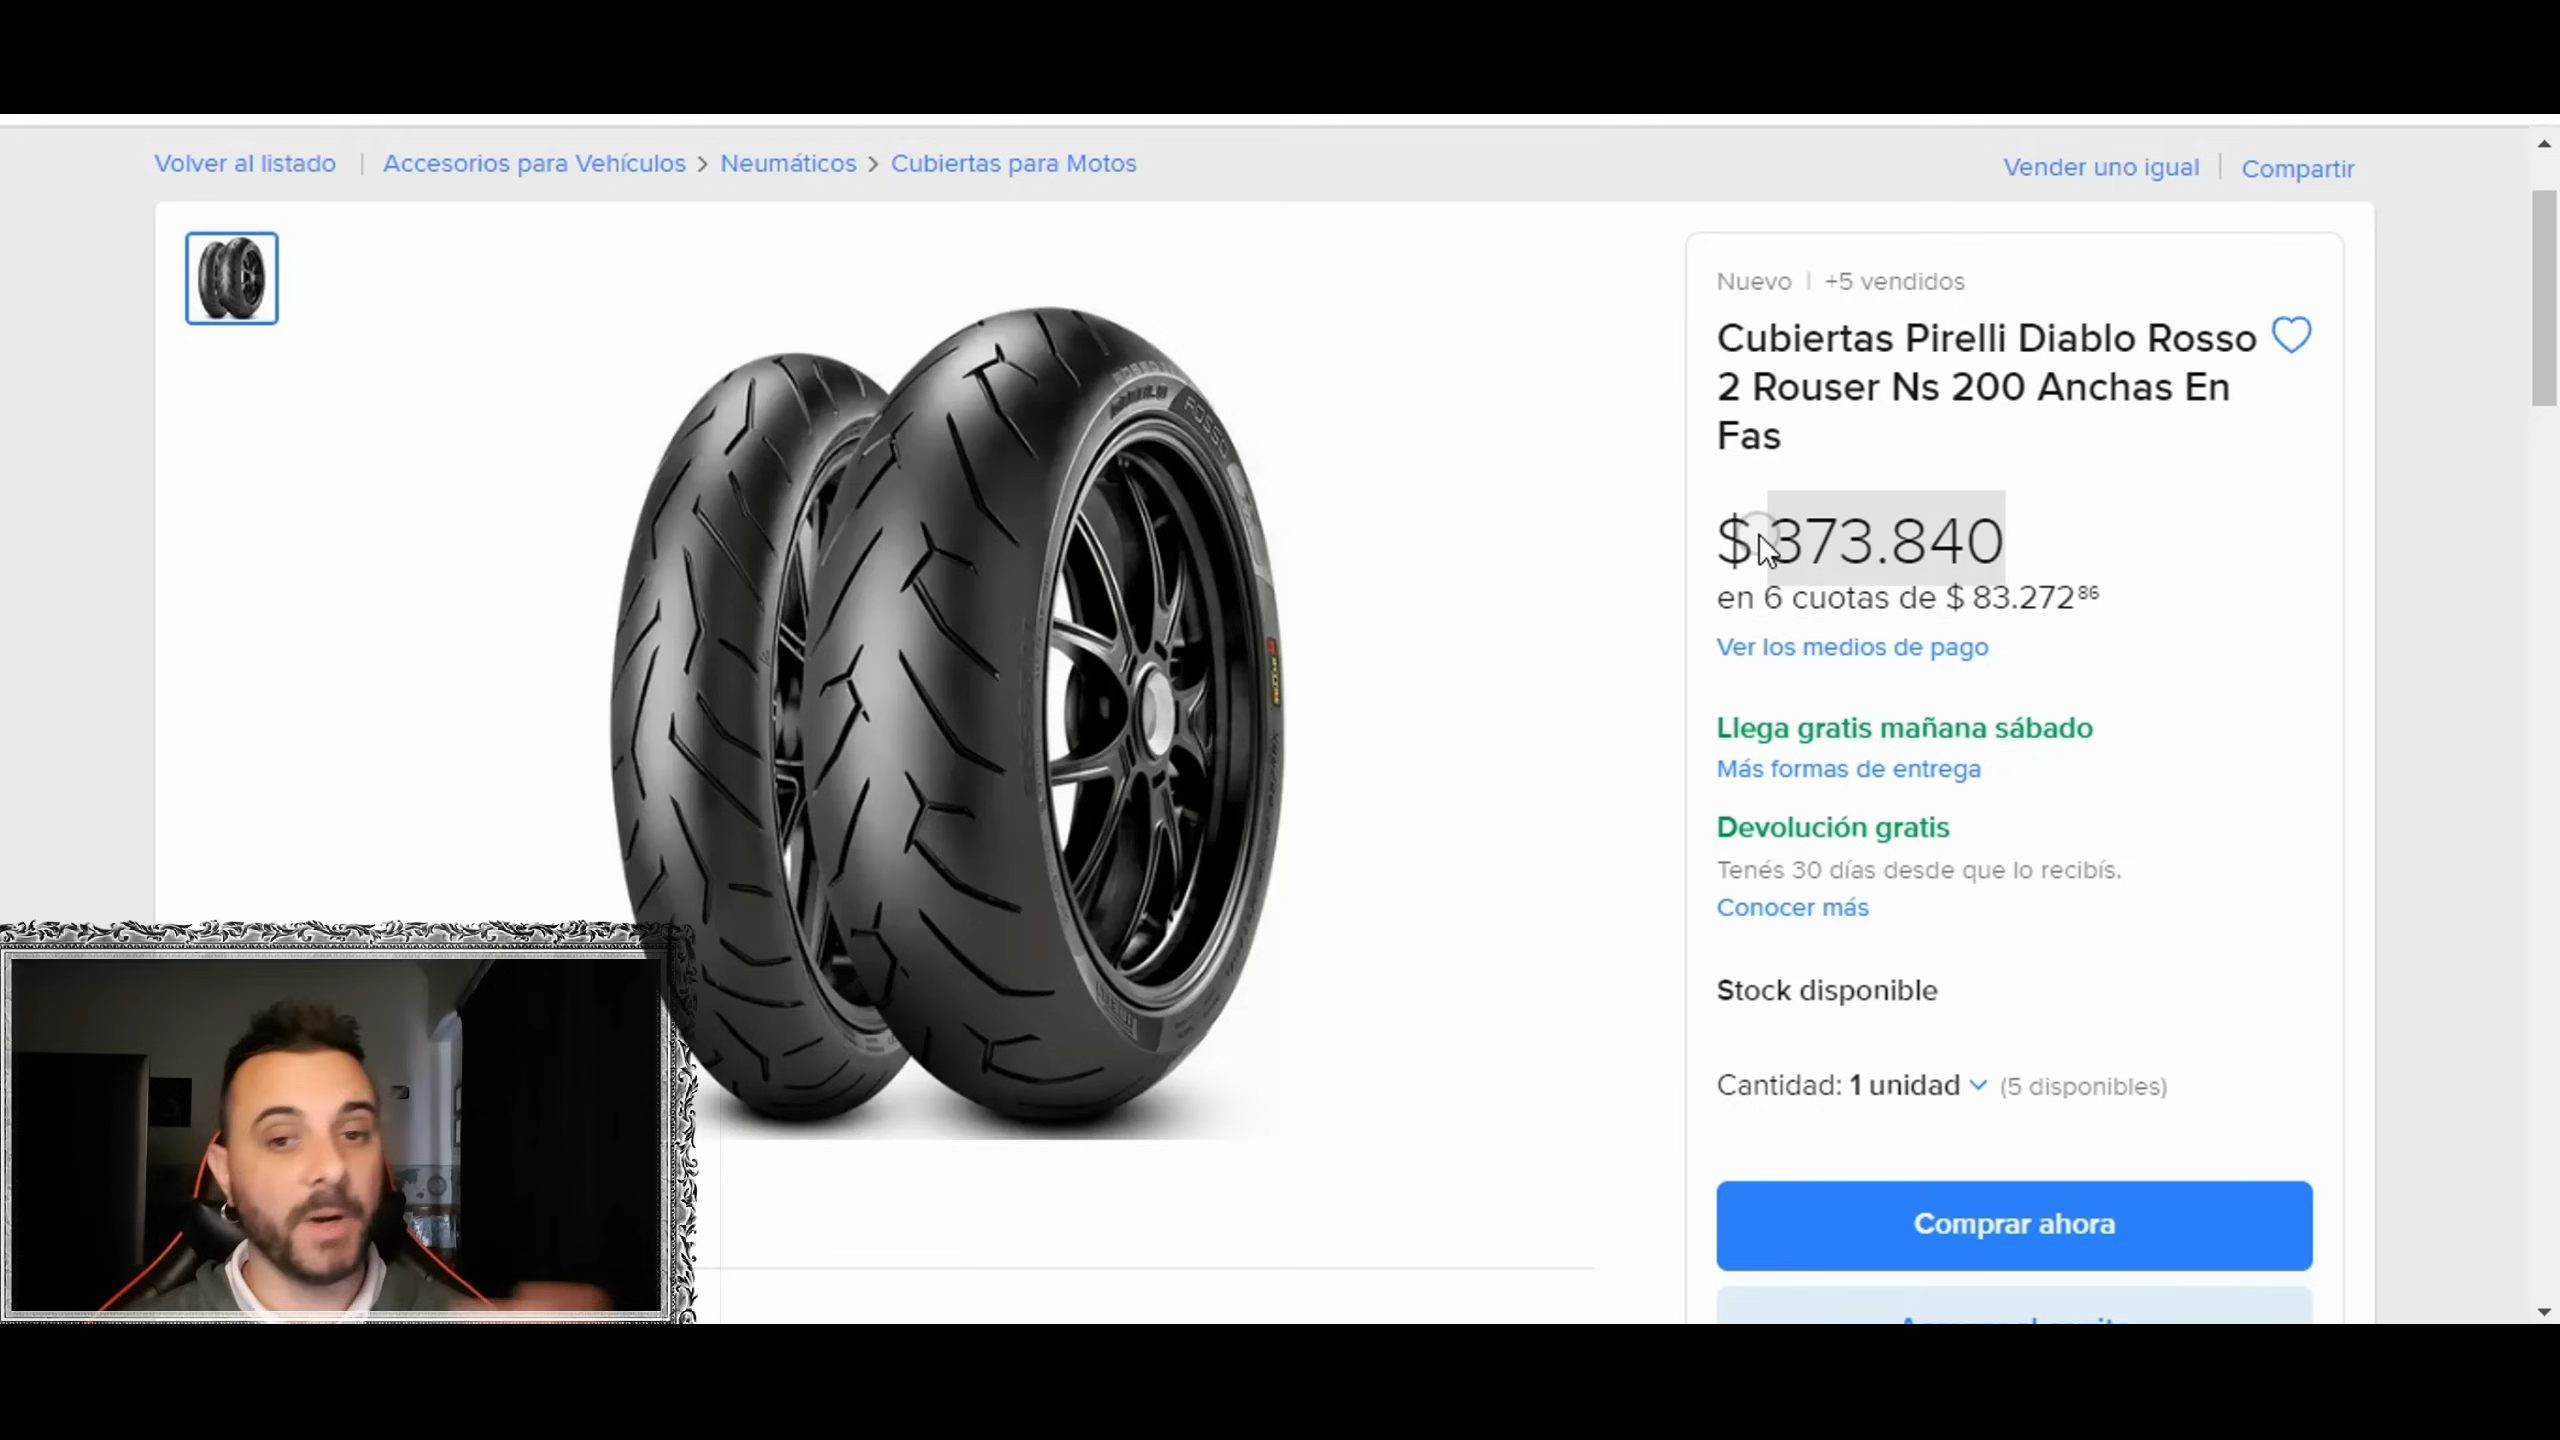 Volver al listado | Accesorios para Vehículos > Neumáticos > Cubiertas para Motos
Vender uno igual | Compartir
Nuevo | +5 vendidos
Cubiertas Pirelli Diablo Rosso
2 Rouser Ns 200 Anchas En
Fas
$ 373.840
en 6 cuotas de $ 83.272⁸⁶
Ver los medios de pago
Llega gratis mañana sábado
Más formas de entrega
Devolución gratis
Tenés 30 días desde que lo recibís.
Conocer más
Stock disponible
Cantidad: 1 unidad (5 disponibles)
Comprar ahora
ROSSO